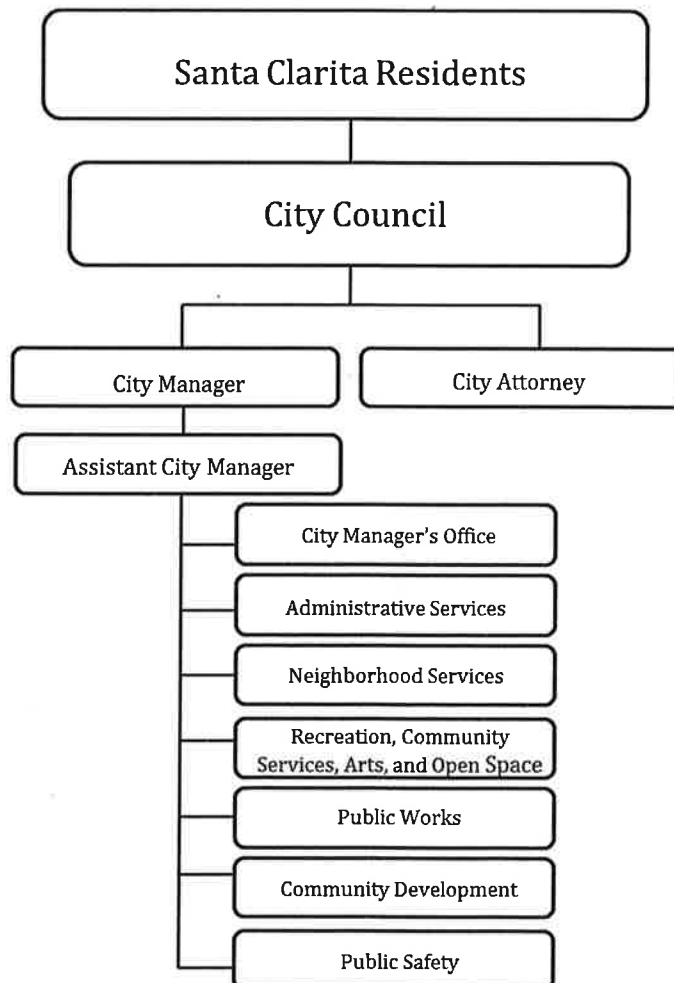 Santa Clarita Residents
City Council
City Manager
City Attorney
Assistant City Manager
City Manager's Office
Administrative Services
Neighborhood Services
Recreation, Community
Services, Arts, and Open Space
Public Works
Community Development
Public Safety